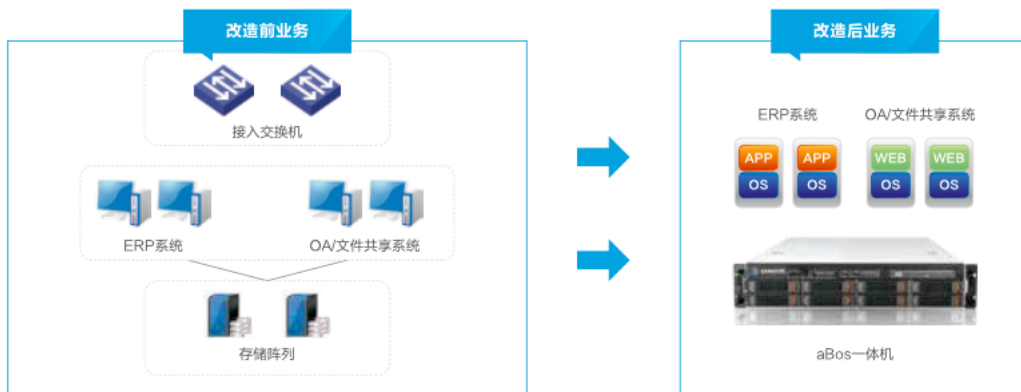 改造前业务
改造后业务
接入交换机
ERP系统
OA/文件共享系统
存储阵列
ERP系统
OA/文件共享系统
APP
APP
WEB
WEB
OS
OS
OS
OS
aBos一体机